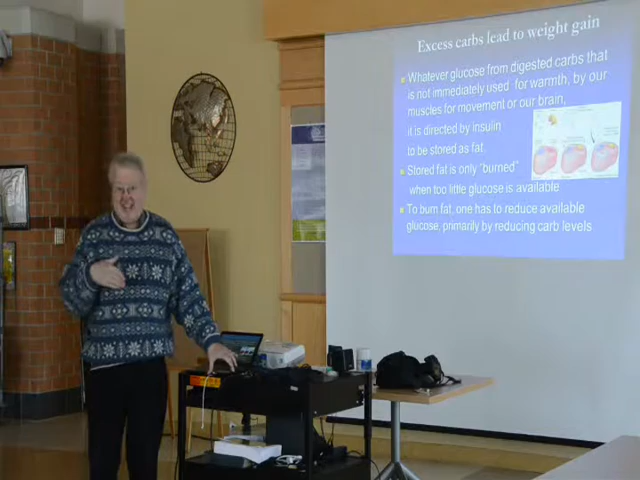 Excess carbs lead to weight gain
Whatever glucose from digested carbs that
is not immediately used for warmth, by our
muscles for movement or our brain,
it is directed by insulin
to be stored as fat.
Stored fat is only "burned"
when too little glucose is available
To burn fat, one has to reduce available
glucose, primarily by reducing carb levels